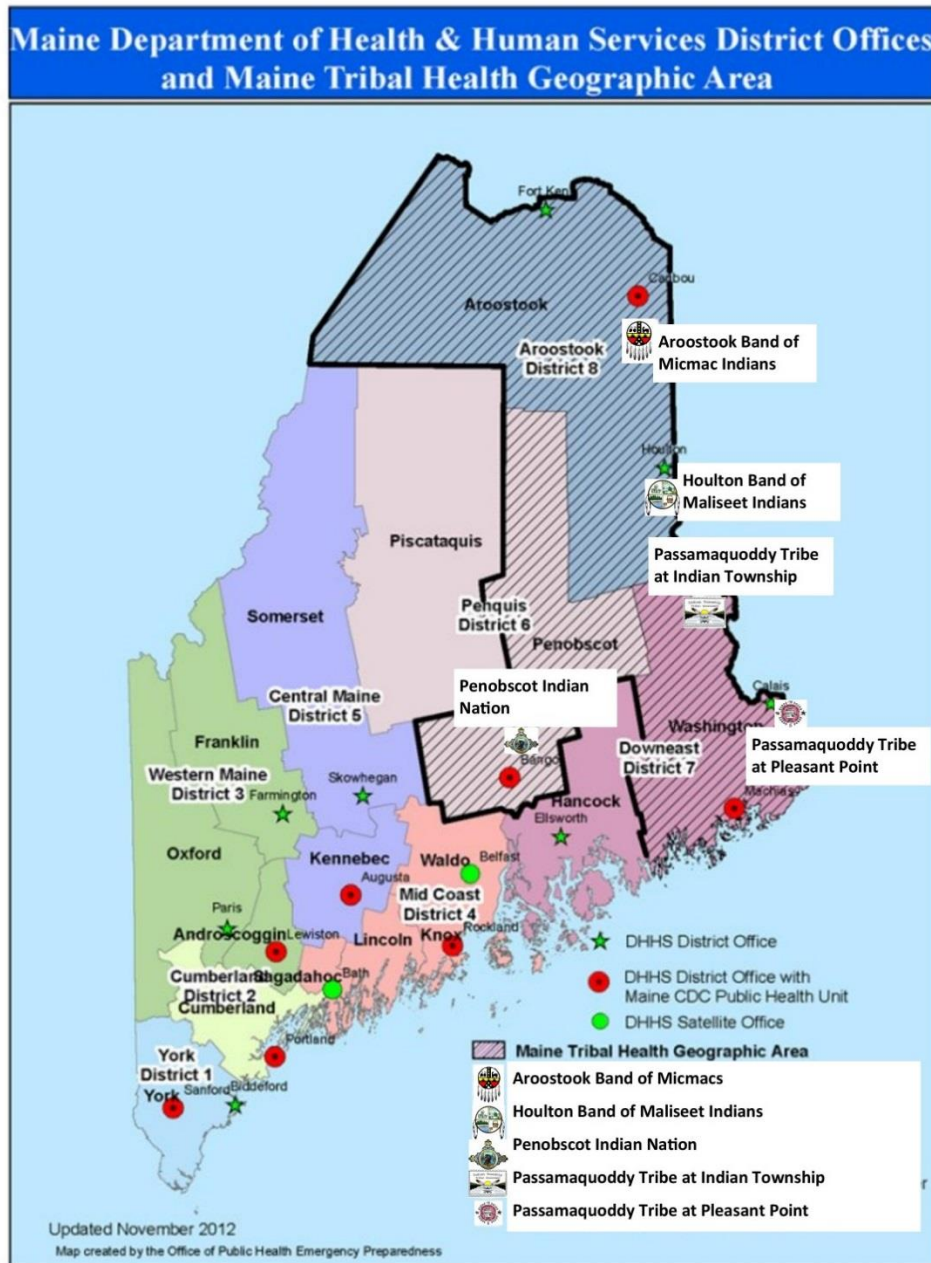 Maine Department of Health & Human Services District Offices
and Maine Tribal Health Geographic Area
Fort Ken
Caribou
Aroostook
Aroostook
District 8
Aroostook Band of
Micmac Indians
Houlton
Houlton Band of
Maliseet Indians
Passamaquoddy Tribe
at Indian Township
Piscataquis
Somerset
Penquis
District 6
Penobscot
Penobscot Indian
Nation
Calais
Washington
Passamaquoddy Tribe
at Pleasant Point
Central Maine
District 5
Franklin
Downeast
District 7
Bango
Western Maine
District 3
Farmington
Skowhegan
Machias
Hancock
Ellsworth
Oxford
Kennebec
Augusta
Waldo
Belfast
Mid Coast
District 4
Paris
Androscoggin
Lewiston
Lincoln
Knox
Rockland
Cumberland
District 2
Sagadahoc
Bath
Cumberland
Portland
York
District 1
York
Sanford
Biddeford
DHHS District Office
DHHS District Office with
Maine CDC Public Health Unit
DHHS Satellite Office
Maine Tribal Health Geographic Area
Aroostook Band of Micmacs
Houlton Band of Maliseet Indians
Penobscot Indian Nation
Passamaquoddy Tribe at Indian Township
Passamaquoddy Tribe at Pleasant Point
Updated November 2012
Map created by the Office of Public Health Emergency Preparedness